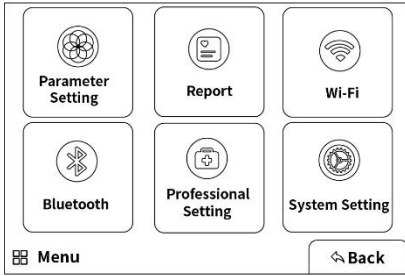 Parameter
Setting
Report
Wi-Fi
Bluetooth
Professional
Setting
System Setting
Menu
Back